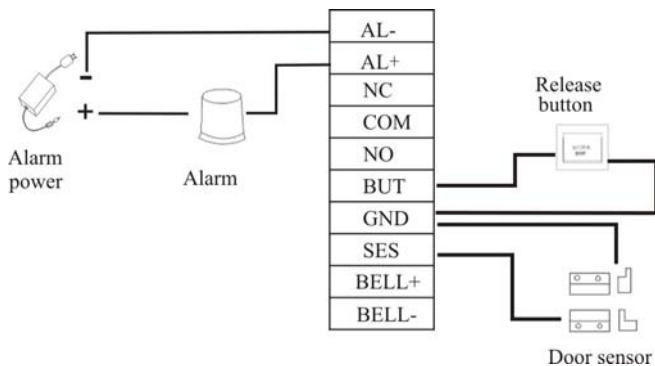 AL-
AL+
NC
COM
NO
BUT
GND
SES
BELL+
BELL-
-
+
Alarm
power
Alarm
Release
button
Door sensor